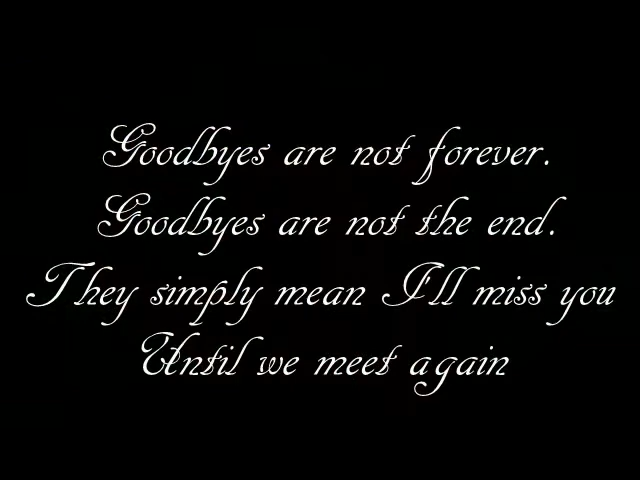 Goodbyes are not forever.
Goodbyes are not the end.
They simply mean I'll miss you
Until we meet again